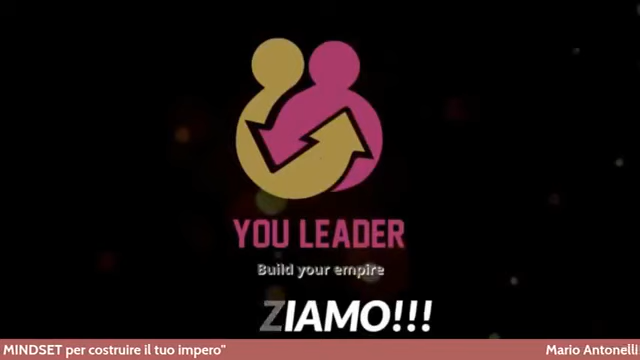 YOU LEADER
Build your empire
ZIAMO!!!
MINDSET per costruire il tuo impero" Mario Antonelli